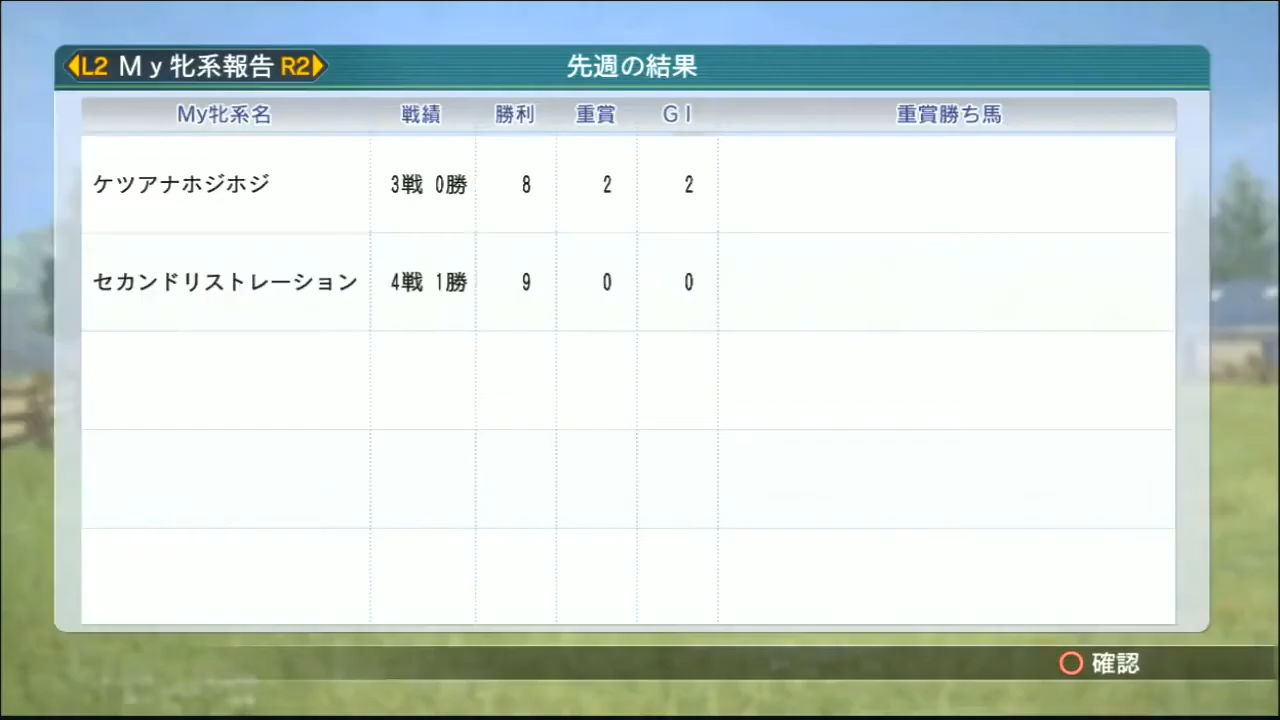 L2 My牝系報告 R2 先週の結果
My牝系名 戦績 勝利 重賞 GⅠ 重賞勝ち馬
ケツアナホジホジ 3戦 0勝 8 2 2
セカンドリストレーション 4戦 1勝 9 0 0
確認